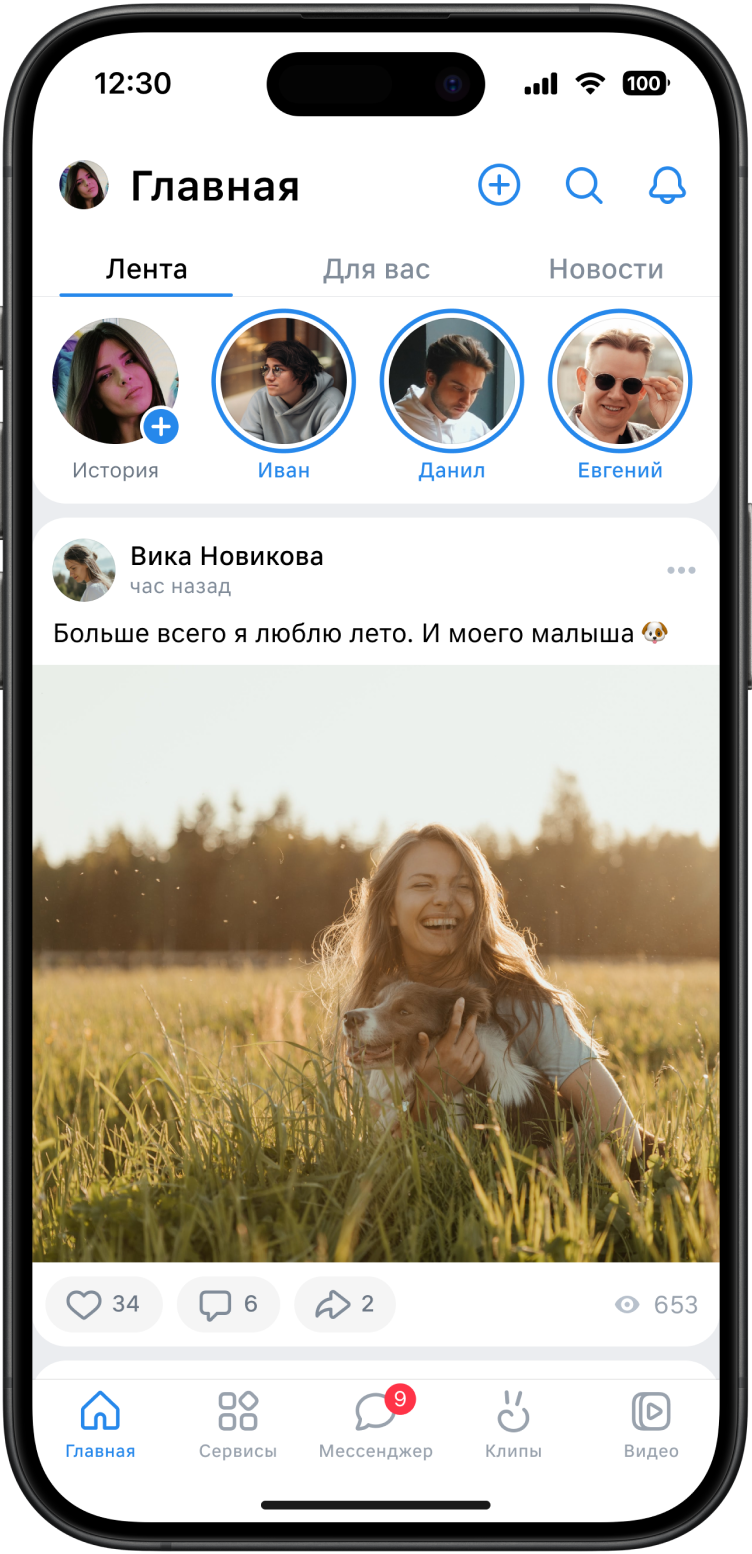 12:30
100
Главная
Лента Для вас Новости
История Иван Данил Евгений
Вика Новикова
час назад
Больше всего я люблю лето. И моего малыша 🐶
34 6 2 653
9
Главная Сервисы Мессенджер Клипы Видео